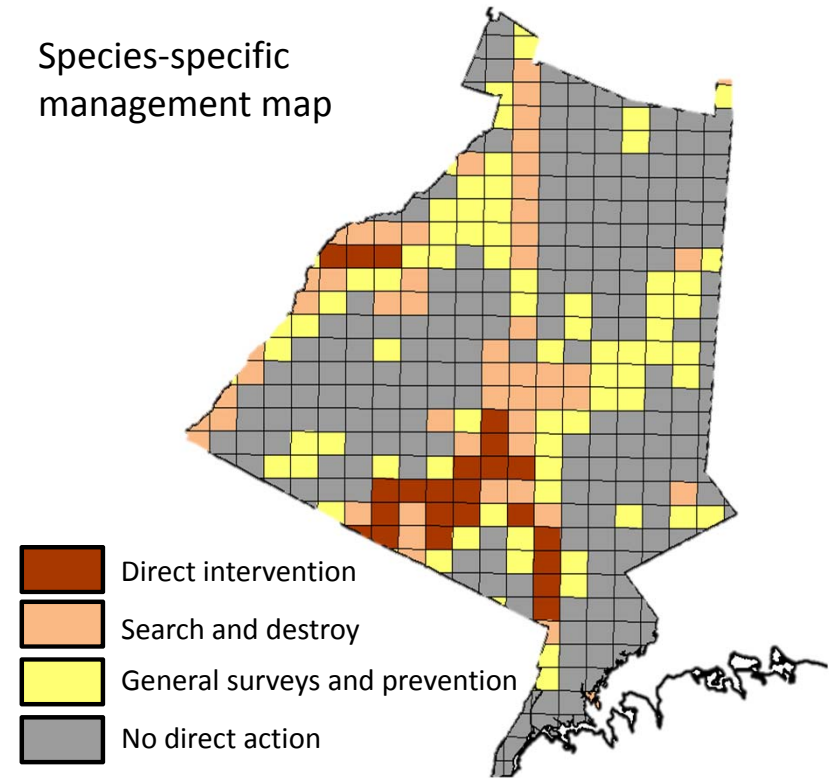 Species-specific
management map
Direct intervention
Search and destroy
General surveys and prevention
No direct action